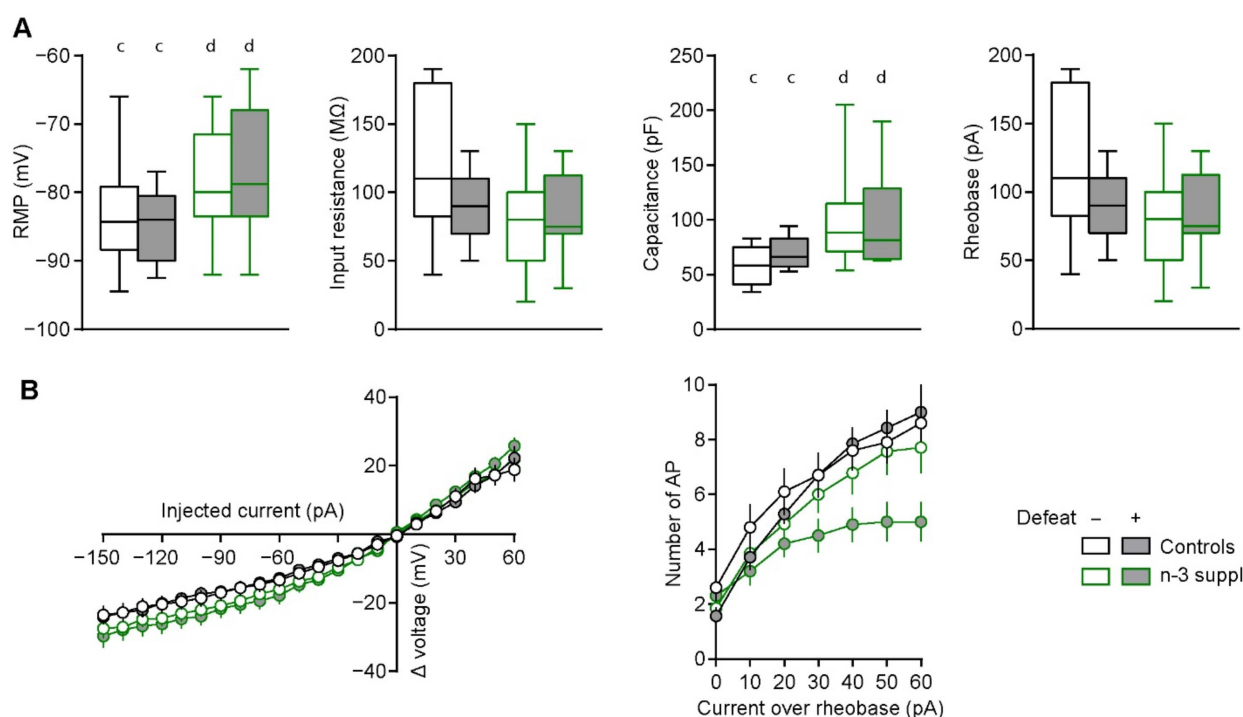 A
c c d d
RMP (mV)
−60
−70
−80
−90
−100
Input resistance (MΩ)
200
150
100
50
0
c c d d
Capacitance (pF)
250
200
150
100
50
0
Rheobase (pA)
200
150
100
50
0
B
Injected current (pA)
−150 −120 −90 −60 30 60
Δ voltage (mV)
40
20
−20
−40
Number of AP
10
8
6
4
2
0
0 10 20 30 40 50 60
Current over rheobase (pA)
Defeat − +
Controls
n-3 suppl